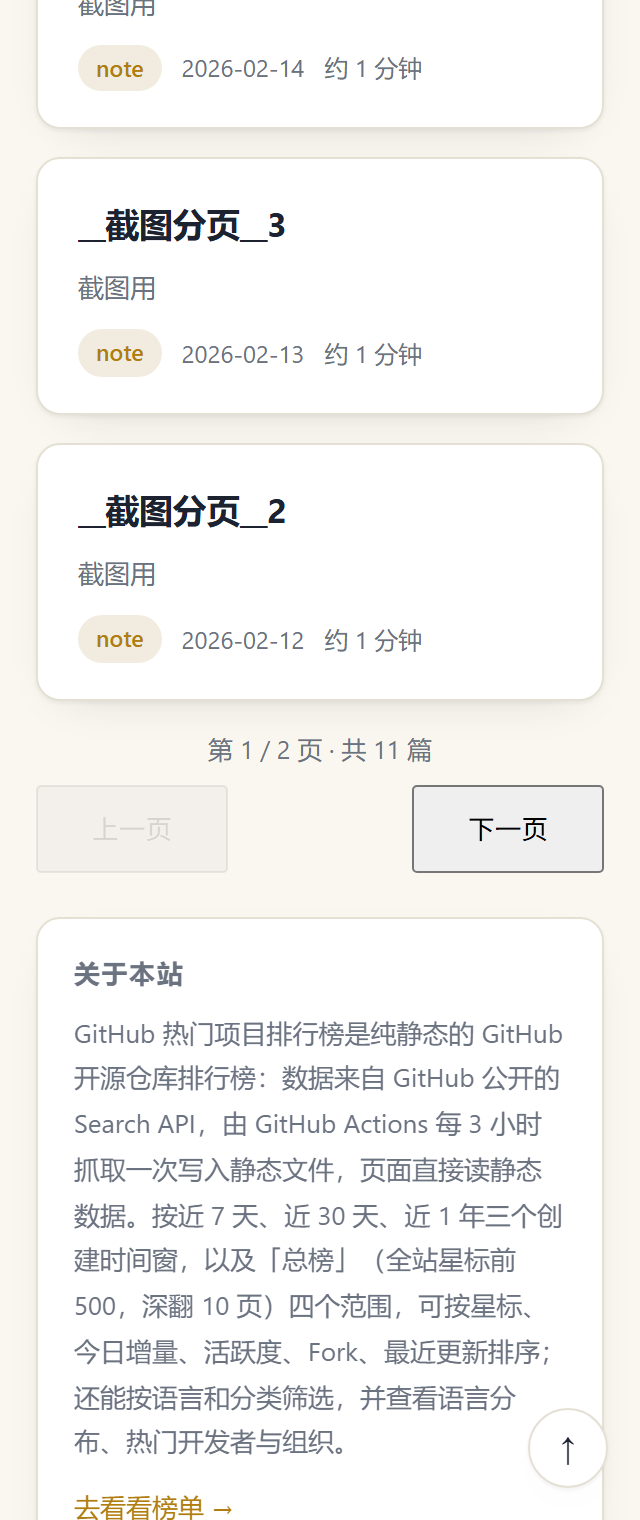 截图用
note 2026-02-14 约 1 分钟
__截图分页__3
截图用
note 2026-02-13 约 1 分钟
__截图分页__2
截图用
note 2026-02-12 约 1 分钟
第 1 / 2 页 · 共 11 篇
上一页 下一页
关于本站
GitHub 热门项目排行榜是纯静态的 GitHub
开源仓库排行榜：数据来自 GitHub 公开的
Search API，由 GitHub Actions 每 3 小时
抓取一次写入静态文件，页面直接读静态
数据。按近 7 天、近 30 天、近 1 年三个创
建时间窗，以及「总榜」（全站星标前
500，深翻 10 页）四个范围，可按星标、
今日增量、活跃度、Fork、最近更新排序；
还能按语言和分类筛选，并查看语言分
布、热门开发者与组织。
↑
去看看榜单 →